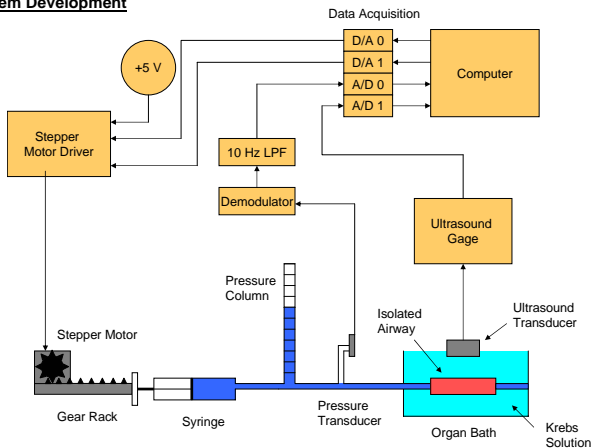 em Development
Data Acquisition
D/A 0
D/A 1
A/D 0
A/D 1
Computer
+5 V
Stepper
Motor Driver
10 Hz LPF
Demodulator
Ultrasound
Gage
Pressure
Column
Isolated
Airway
Ultrasound
Transducer
Stepper Motor
Gear Rack
Syringe
Pressure
Transducer
Organ Bath
Krebs
Solution